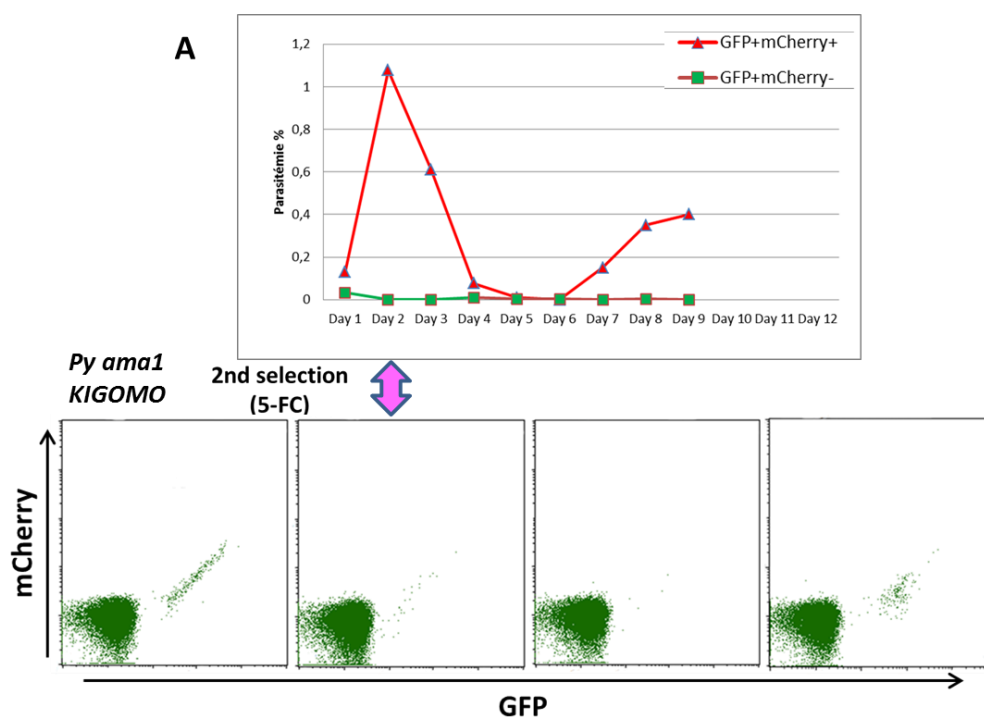 A
1,2
1
0,8
0,6
0,4
0,2
0
Parasitémie %
GFP+mCherry+
GFP+mCherry-
Day 1 Day 2 Day 3 Day 4 Day 5 Day 6 Day 7 Day 8 Day 9 Day 10 Day 11 Day 12
Py ama1
KIGOMO
2nd selection
(5-FC)
mCherry
GFP